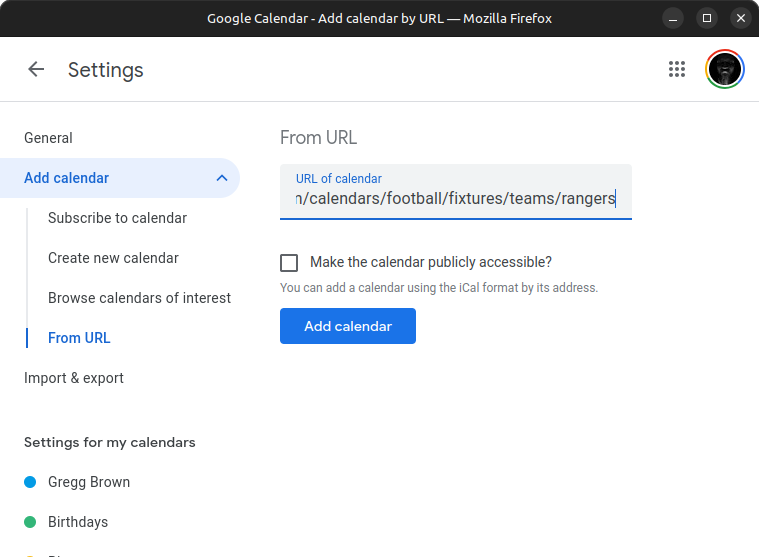 Google Calendar - Add calendar by URL — Mozilla Firefox
Settings
General
Add calendar
Subscribe to calendar
Create new calendar
Browse calendars of interest
From URL
Import & export
Settings for my calendars
Gregg Brown
Birthdays
From URL
URL of calendar
/calendars/football/fixtures/teams/rangers
Make the calendar publicly accessible?
You can add a calendar using the iCal format by its address.
Add calendar